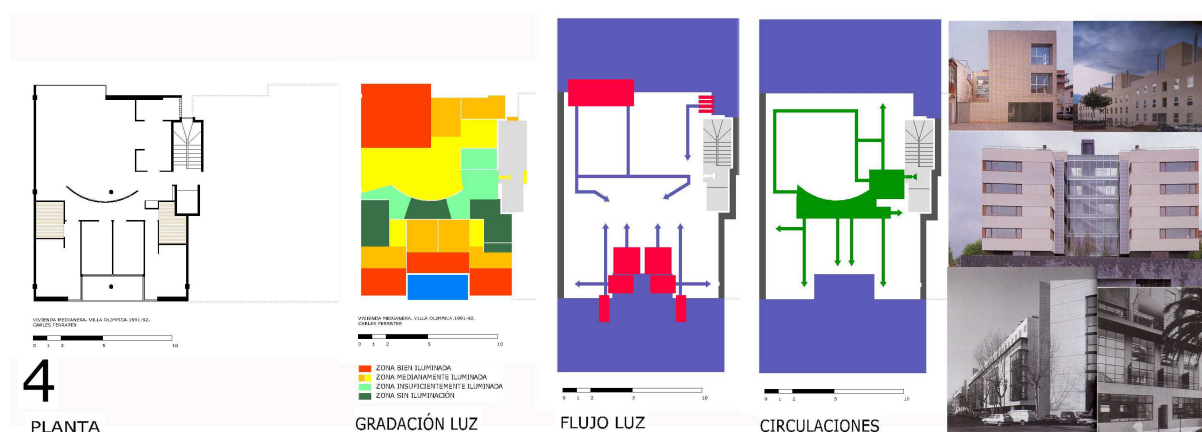 VIVIENDA MEDIANERA. VILLA OLIMPICA.1991-92.
CARLES FERRATER
0 1 2 5 10
4
PLANTA
VIVIENDA MEDIANERA. VILLA OLIMPICA.1991-92.
CARLES FERRATER
0 1 2 5 10
ZONA BIEN ILUMINADA
ZONA MEDIANAMENTE ILUMINADA
ZONA INSUFICIENTEMENTE ILUMINADA
ZONA SIN ILUMINACIÓN
GRADACIÓN LUZ
0 1 2 5 10
FLUJO LUZ
0 1 2 5 10
CIRCULACIONES